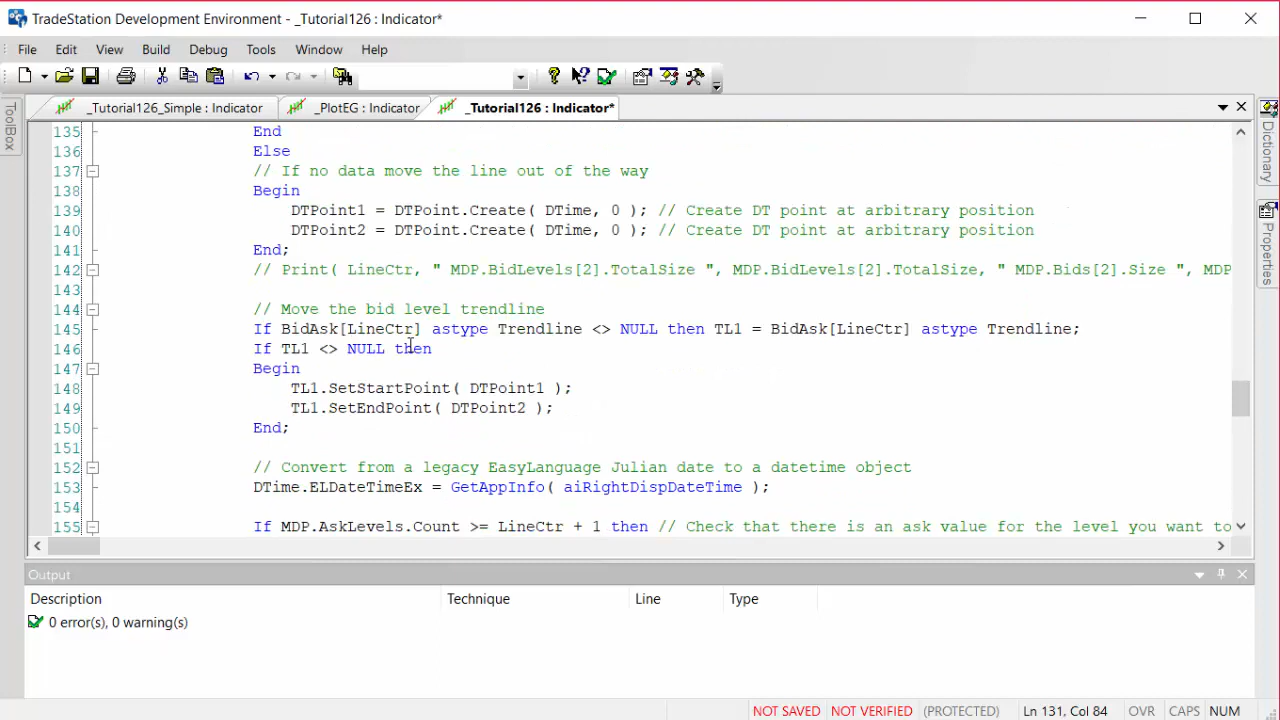 TradeStation Development Environment - _Tutorial126 : Indicator*
File Edit View Build Debug Tools Window Help
ToolBox
_Tutorial126_Simple : Indicator _PlotEG : Indicator _Tutorial126 : Indicator*
Dictionary
Properties
135 End
136 Else
137 // If no data move the line out of the way
138 Begin
139 DTPoint1 = DTPoint.Create( DTime, 0 ); // Create DT point at arbitrary position
140 DTPoint2 = DTPoint.Create( DTime, 0 ); // Create DT point at arbitrary position
141 End;
142 // Print( LineCtr, " MDP.BidLevels[2].TotalSize ", MDP.BidLevels[2].TotalSize, " MDP.Bids[2].Size ", MDP
143
144 // Move the bid level trendline
145 If BidAsk[LineCtr] astype Trendline <> NULL then TL1 = BidAsk[LineCtr] astype Trendline;
146 If TL1 <> NULL then
147 Begin
148 TL1.SetStartPoint( DTPoint1 );
149 TL1.SetEndPoint( DTPoint2 );
150 End;
151
152 // Convert from a legacy EasyLanguage Julian date to a datetime object
153 DTime.ELDateTimeEx = GetAppInfo( aiRightDispDateTime );
154
155 If MDP.AskLevels.Count >= LineCtr + 1 then // Check that there is an ask value for the level you want to
Output
Description Technique Line Type
0 error(s), 0 warning(s)
NOT SAVED NOT VERIFIED (PROTECTED) Ln 131, Col 84 OVR CAPS NUM